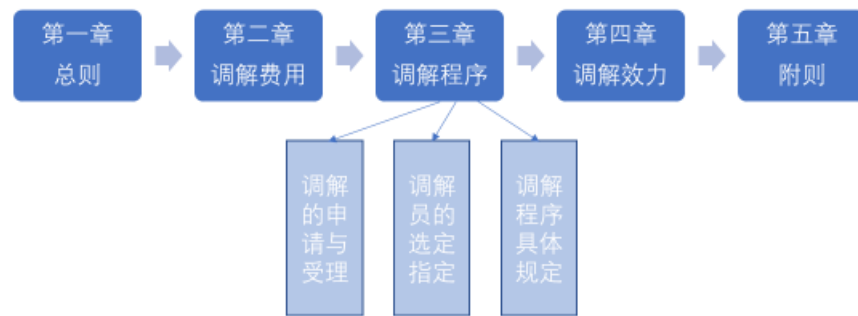 第一章
总则
第二章
调解费用
第三章
调解程序
第四章
调解效力
第五章
附则
调解
的申
请与
受理
调解
员的
选定
指定
调解
程序
具体
规定